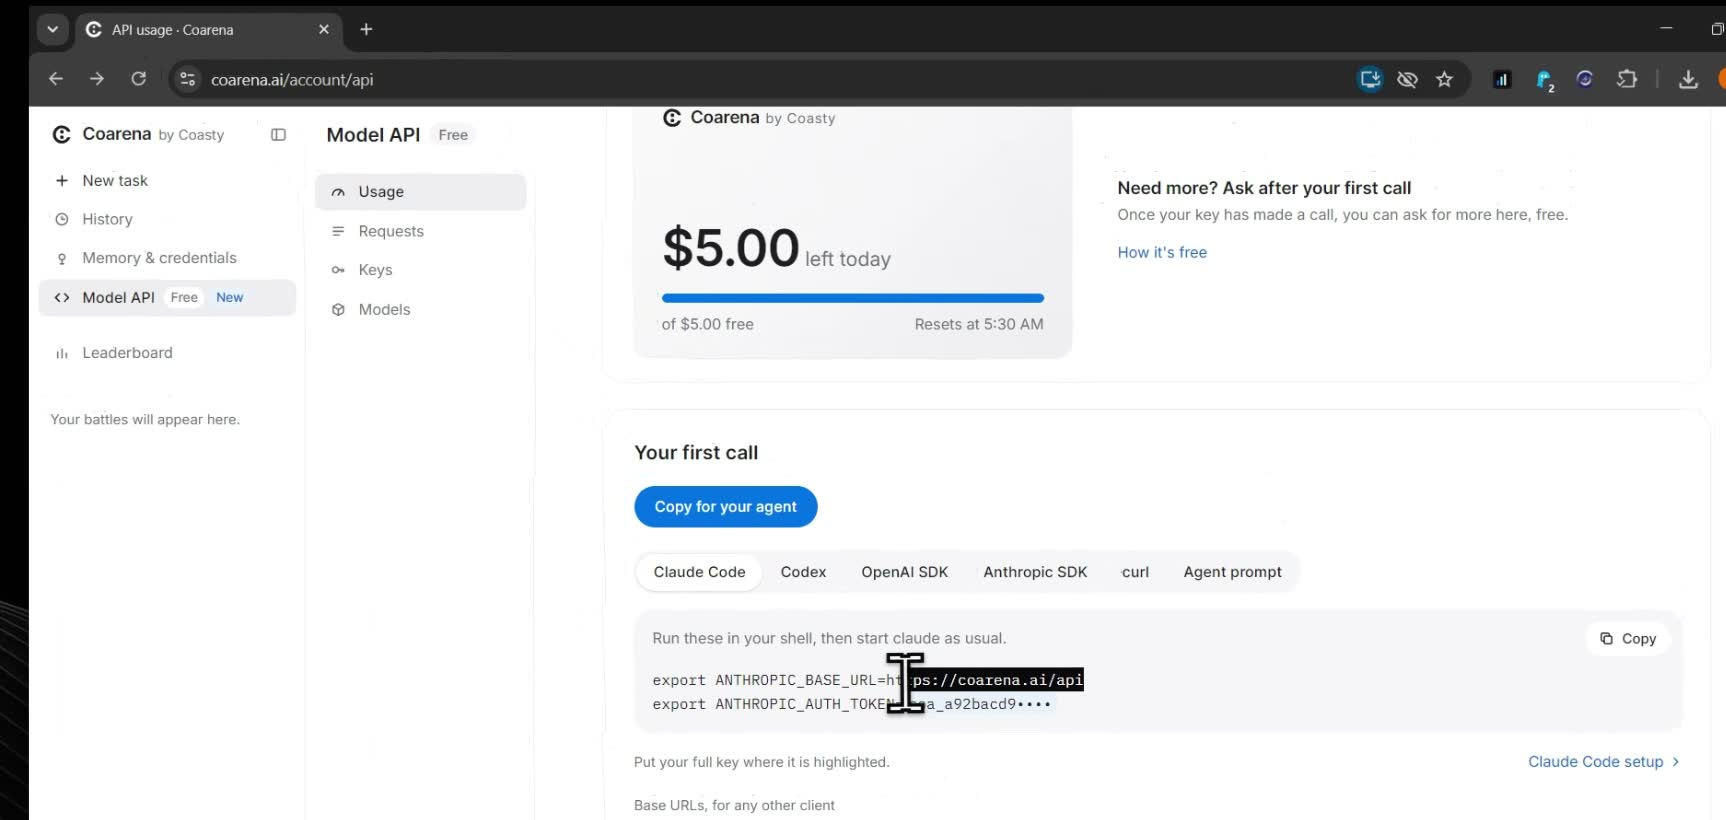 API usage · Coarena
coarena.ai/account/api
2
Coarena by Coasty
New task
History
Memory & credentials
Model API Free New
Leaderboard
Your battles will appear here.
Model API Free
Usage
Requests
Keys
Models
Coarena by Coasty
$5.00 left today
of $5.00 free Resets at 5:30 AM
Need more? Ask after your first call
Once your key has made a call, you can ask for more here, free.
How it's free
Your first call
Copy for your agent
Claude Code Codex OpenAI SDK Anthropic SDK curl Agent prompt
Run these in your shell, then start claude as usual.
Copy
export ANTHROPIC_BASE_URL=https://coarena.ai/api
export a_a92bacd9••••
Put your full key where it is highlighted.
Claude Code setup
Base URLs, for any other client